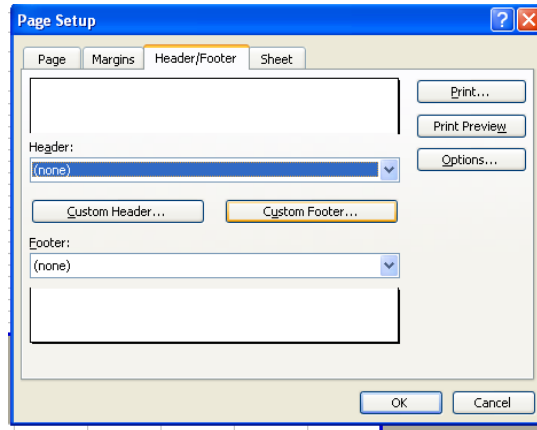 Page Setup
Page Margins Header/Footer Sheet
Print...
Print Preview
Header:
(none)
Options...
Custom Header... Custom Footer...
Footer:
(none)
OK Cancel